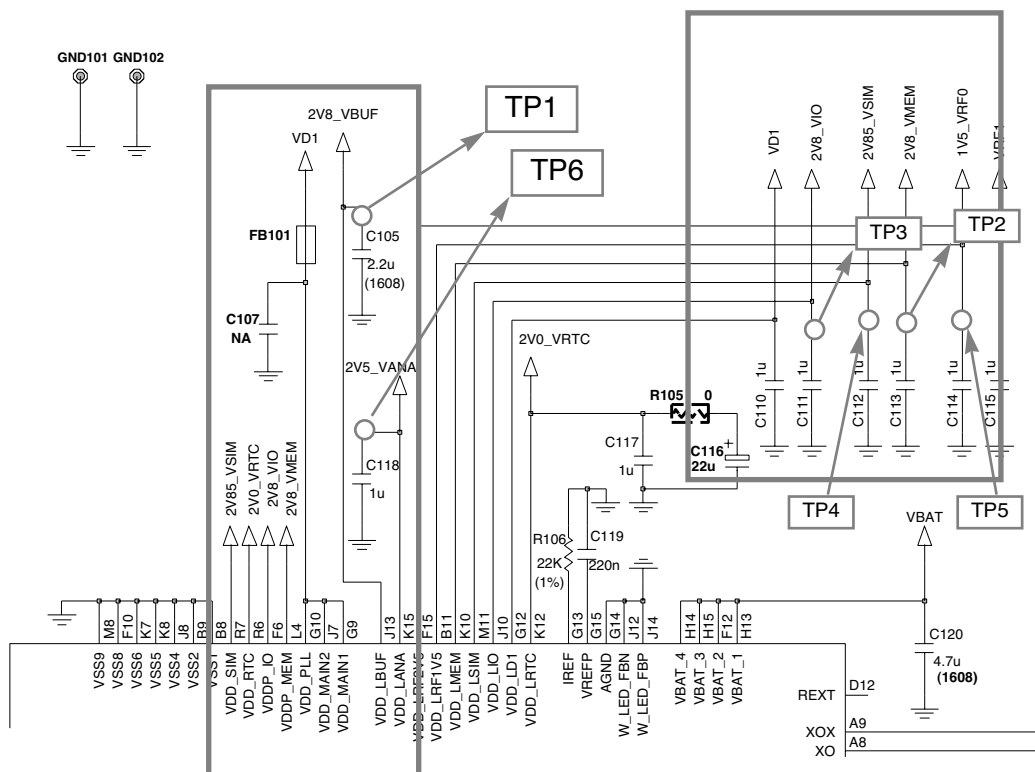 GND101 GND102
2V8_VBUF
TP1
VD1
TP6
VD1
2V8_VIO
2V85_VSIM
2V8_VMEM
1V5_VRF0
VRF1
FB101
C105
2.2u
(1608)
TP3
TP2
C107
NA
2V5_VANA
2V0_VRTC
R105 0
C116
22u
+
C117
1u
1u
C110
1u
C111
1u
C112
1u
C113
1u
C114
1u
C115
C118
1u
2V85_VSIM
2V0_VRTC
2V8_VIO
2V8_VMEM
TP4
TP5
VBAT
R106
22K
(1%)
C119
220n
C120
4.7u
(1608)
M8
F10
K7
K8
J8
B9
B8
R7
R6
F6
L4
G10
J7
G9
J13
K15
F15
B11
K10
M11
J10
G12
K12
G13
G15
G14
J12
J14
H14
H15
F12
H13
VSS9
VSS8
VSS6
VSS5
VSS4
VSS2
VSS1
VDD_SIM
VDD_RTC
VDDP_IO
VDDP_MEM
VDD_PLL
VDD_MAIN2
VDD_MAIN1
VDD_LBUF
VDD_LANA
VDD_LRF2V5
VDD_LRF1V5
VDD_LMEM
VDD_LSIM
VDD_LIO
VDD_LD1
VDD_LRTC
IREF
VREFP
AGND
W_LED_FBN
W_LED_FBP
VBAT_4
VBAT_3
VBAT_2
VBAT_1
REXT
D12
XOX
A9
XO
A8